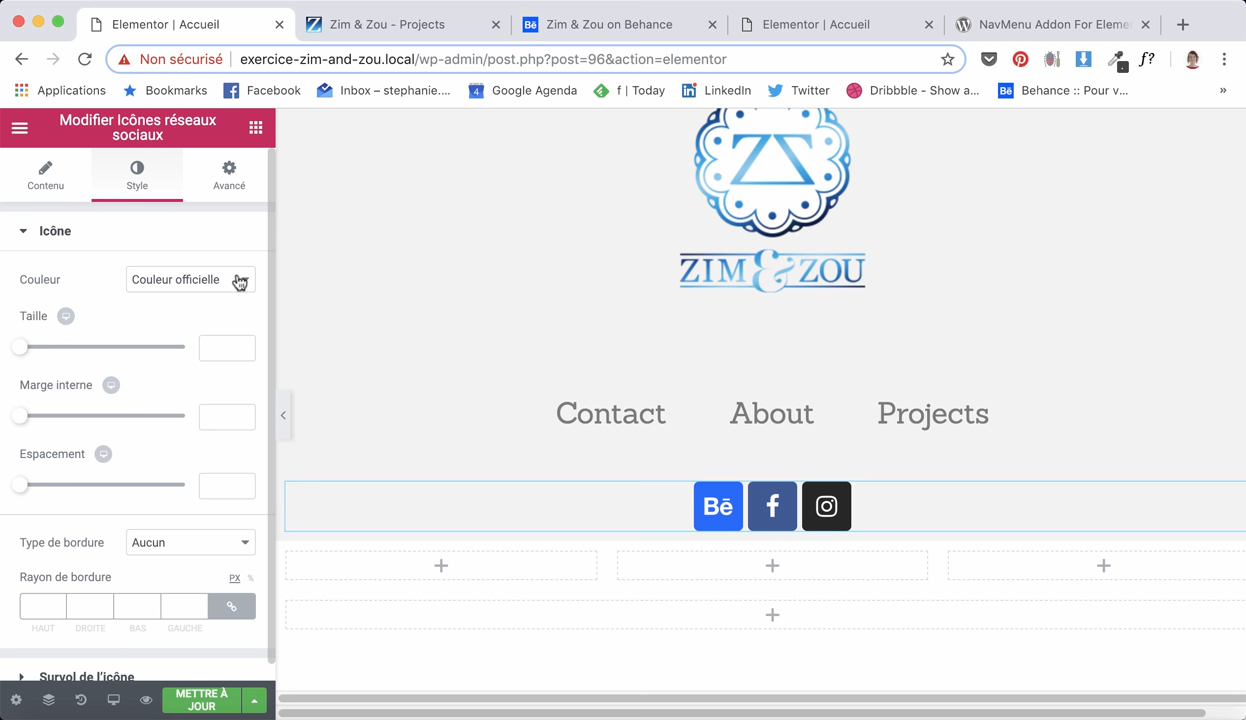 Elementor | Accueil
Zim & Zou - Projects
Bē Zim & Zou on Behance
Elementor | Accueil
NavMenu Addon For Eleme
Non sécurisé
exercice-zim-and-zou.local/wp-admin/post.php?post=96&action=elementor
f?
Applications
Bookmarks
Facebook
Inbox – stephanie....
4 Google Agenda
f | Today
LinkedIn
Twitter
Dribbble - Show a...
Bē Behance :: Pour v...
»
Modifier Icônes réseaux
sociaux
Contenu
Style
Avancé
Icône
Couleur
Couleur officielle
Taille
Marge interne
Espacement
Type de bordure
Aucun
Rayon de bordure
PX
%
HAUT
DROITE
BAS
GAUCHE
Survol de l'icône
METTRE À
JOUR
ZS
ZIM & ZOU
Contact
About
Projects
Bē